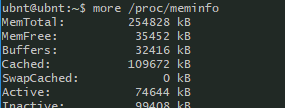 ubnt@ubnt:~$ more /proc/meminfo
MemTotal: 254828 kB
MemFree: 35452 kB
Buffers: 32416 kB
Cached: 109672 kB
SwapCached: 0 kB
Active: 74644 kB
Inactive: 99408 kB